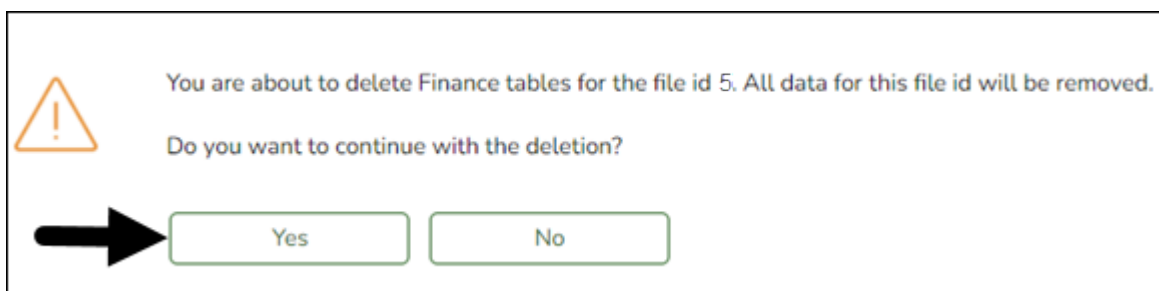 You are about to delete Finance tables for the file id 5. All data for this file id will be removed.
Do you want to continue with the deletion?
Yes No